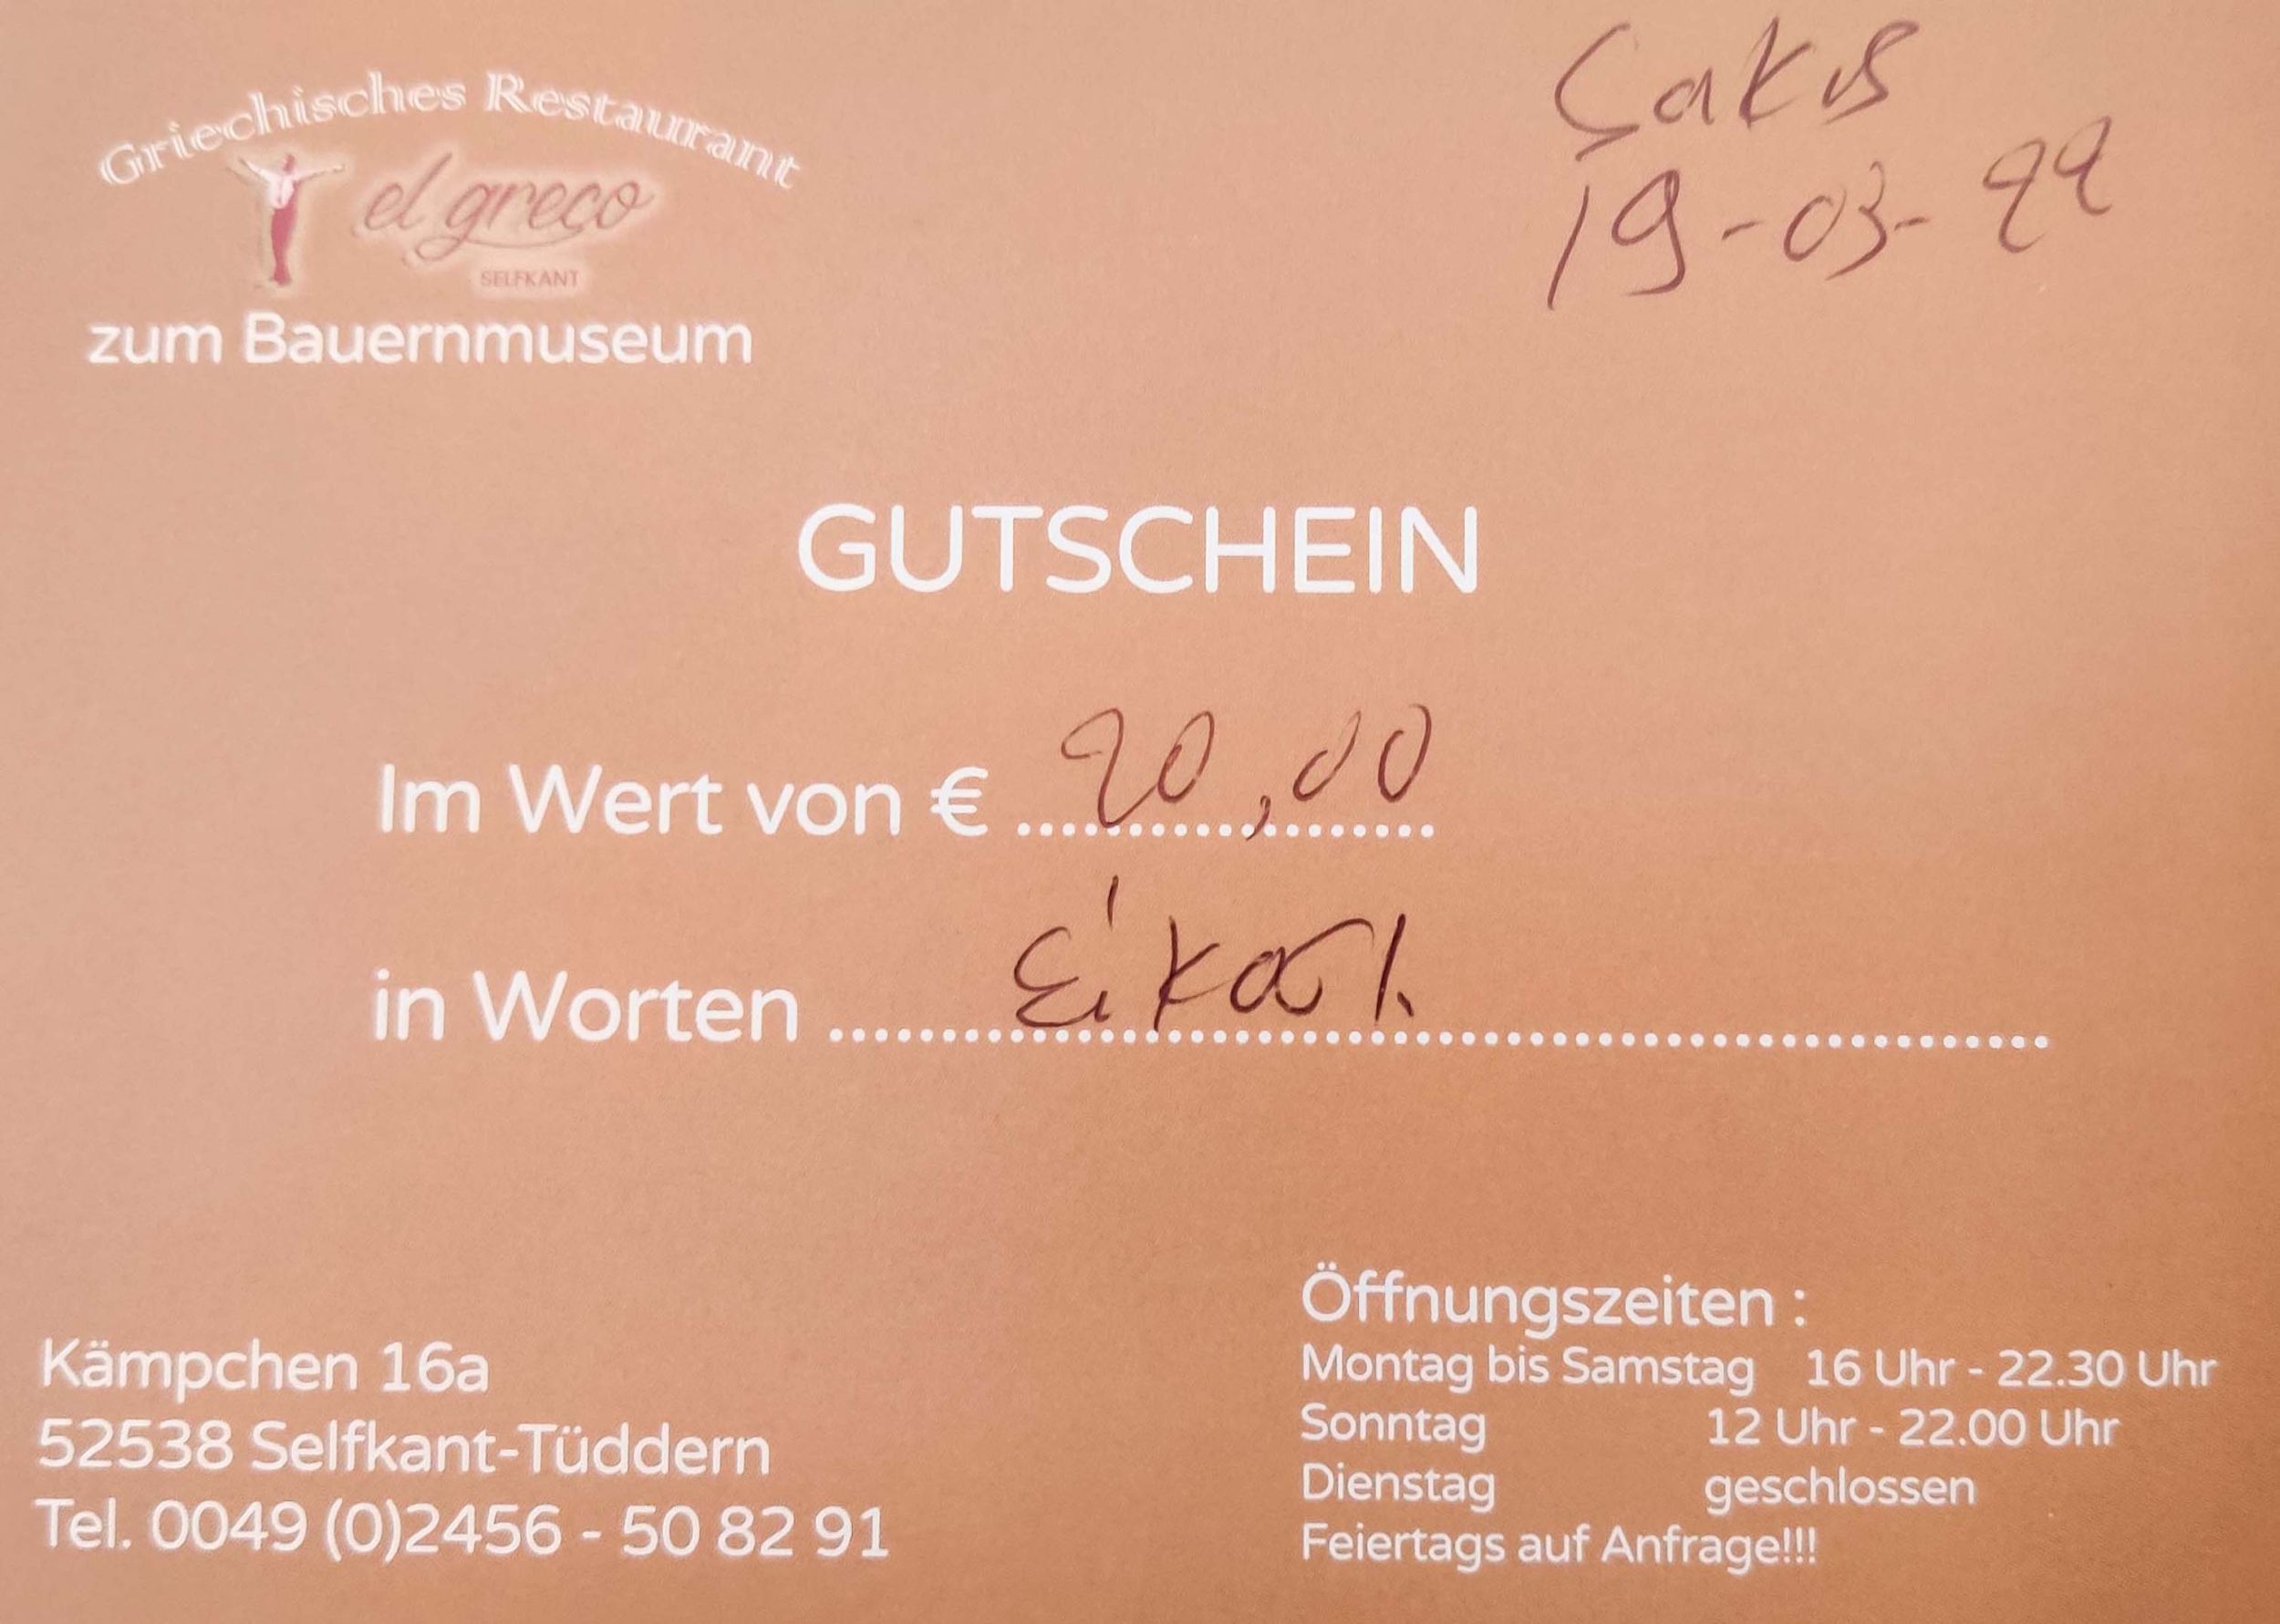 Griechisches Restaurant
el greco
SELFKANT
zum Bauernmuseum
19-03-22
GUTSCHEIN
Im Wert von € 20,00
in Worten είκοσι
Kämpchen 16a
52538 Selfkant-Tüddern
Tel. 0049 (0)2456 - 50 82 91
Öffnungszeiten :
Montag bis Samstag 16 Uhr - 22.30 Uhr
Sonntag 12 Uhr - 22.00 Uhr
Dienstag geschlossen
Feiertags auf Anfrage!!!